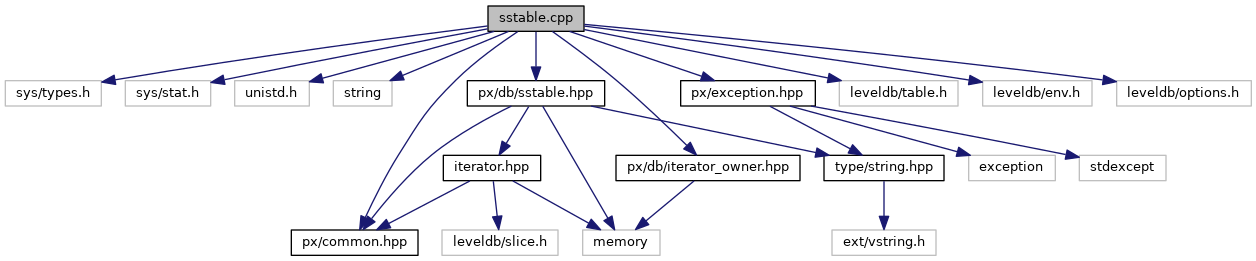 sstable.cpp
sys/types.h
sys/stat.h
unistd.h
string
px/db/sstable.hpp
px/exception.hpp
leveldb/table.h
leveldb/env.h
leveldb/options.h
iterator.hpp
px/db/iterator_owner.hpp
type/string.hpp
exception
stdexcept
px/common.hpp
leveldb/slice.h
memory
ext/vstring.h